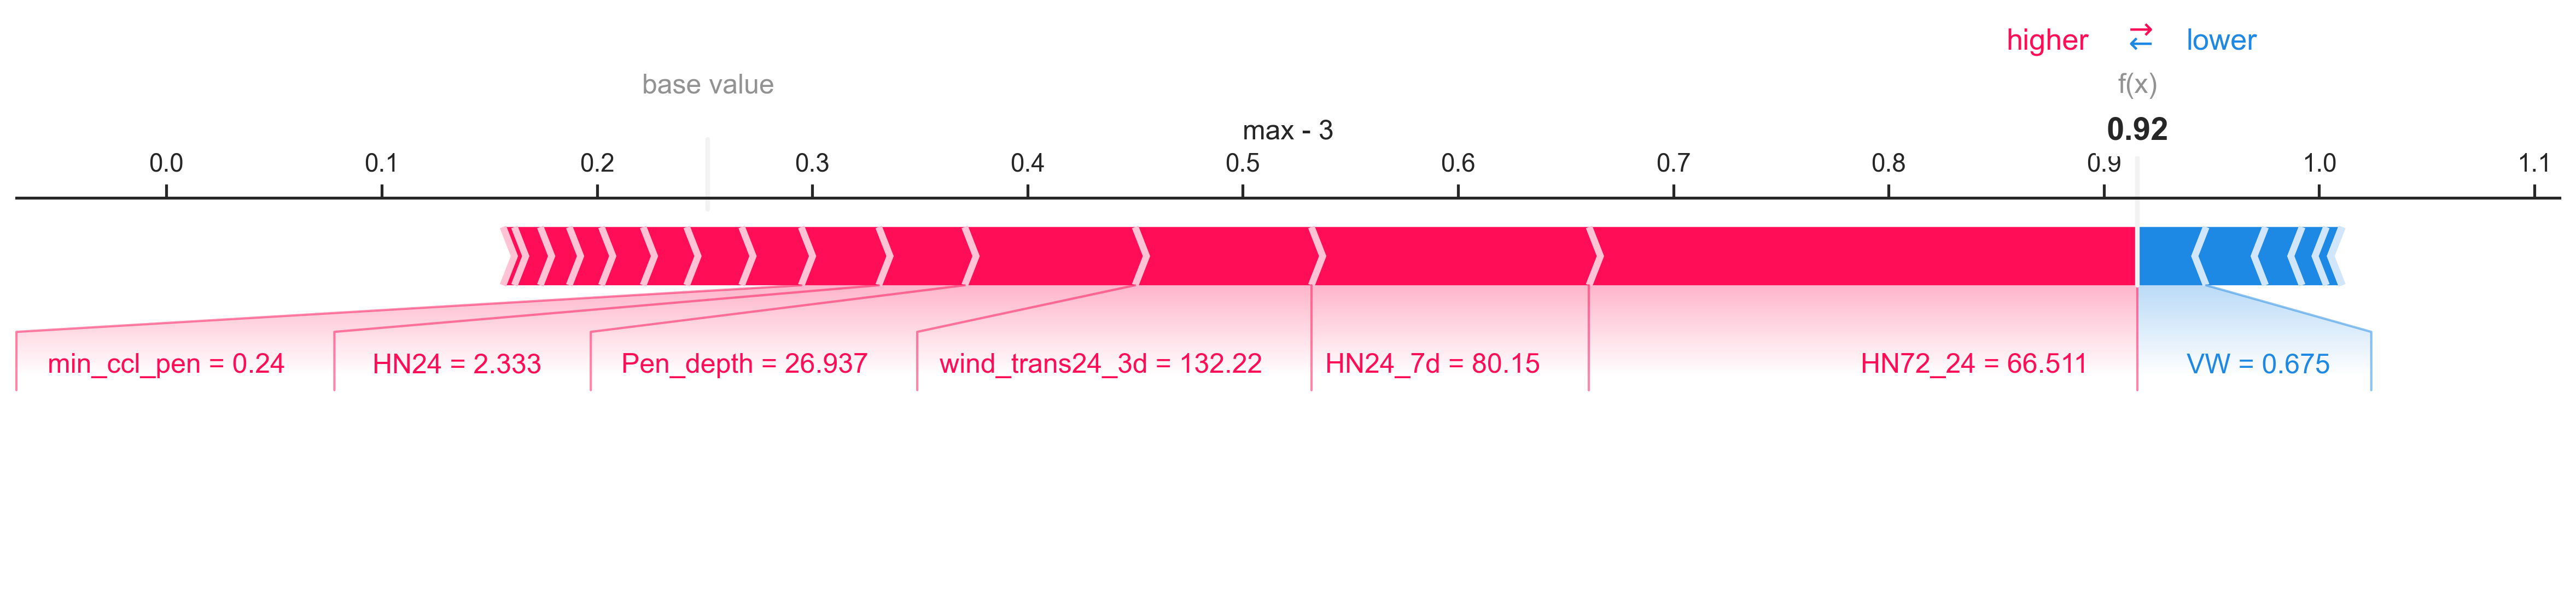 higher ⇄ lower
base value
f(x)
max - 3
0.92
0.0 0.1 0.2 0.3 0.4 0.5 0.6 0.7 0.8 0.9 1.0 1.1
min_ccl_pen = 0.24 HN24 = 2.333 Pen_depth = 26.937 wind_trans24_3d = 132.22 HN24_7d = 80.15 HN72_24 = 66.511 VW = 0.675